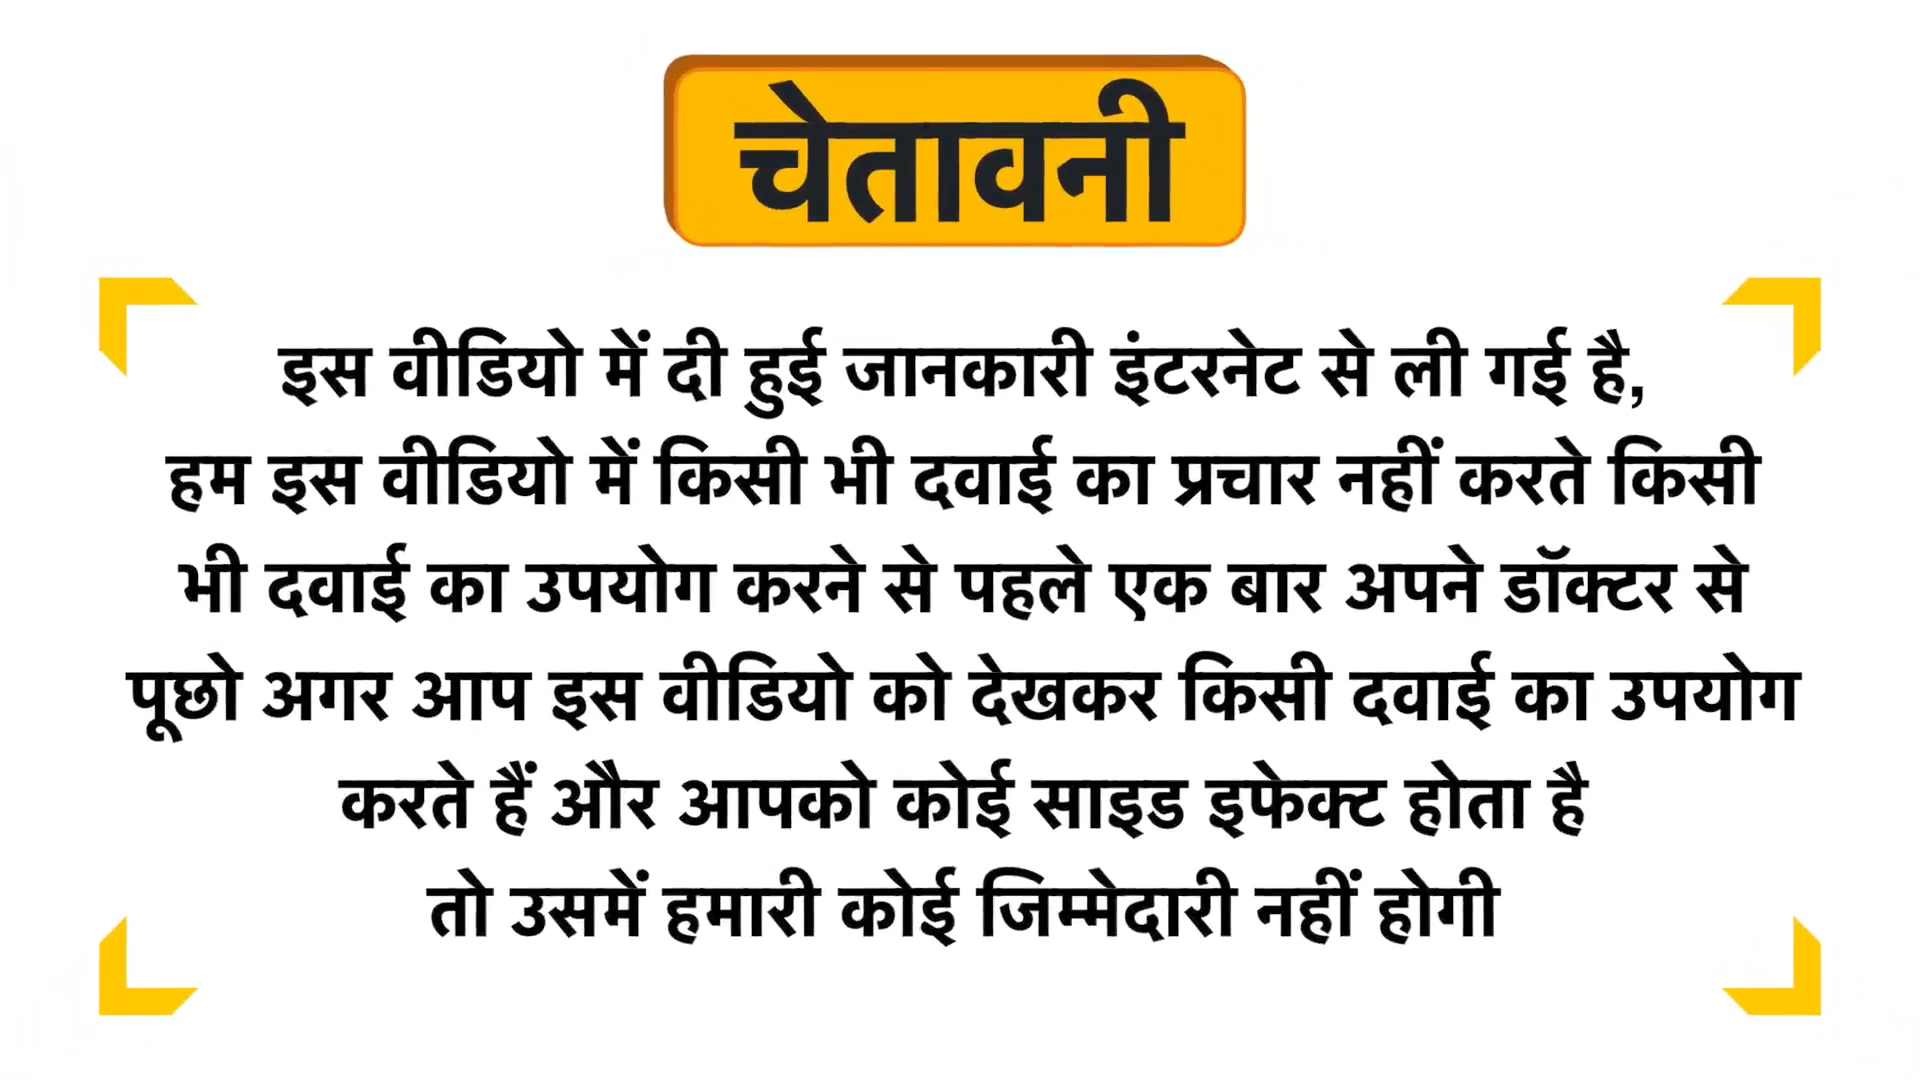 चेतावनी
इस वीडियो में दी हुई जानकारी इंटरनेट से ली गई है,
हम इस वीडियो में किसी भी दवाई का प्रचार नहीं करते किसी
भी दवाई का उपयोग करने से पहले एक बार अपने डॉक्टर से
पूछो अगर आप इस वीडियो को देखकर किसी दवाई का उपयोग
करते हैं और आपको कोई साइड इफेक्ट होता है
तो उसमें हमारी कोई जिम्मेदारी नहीं होगी